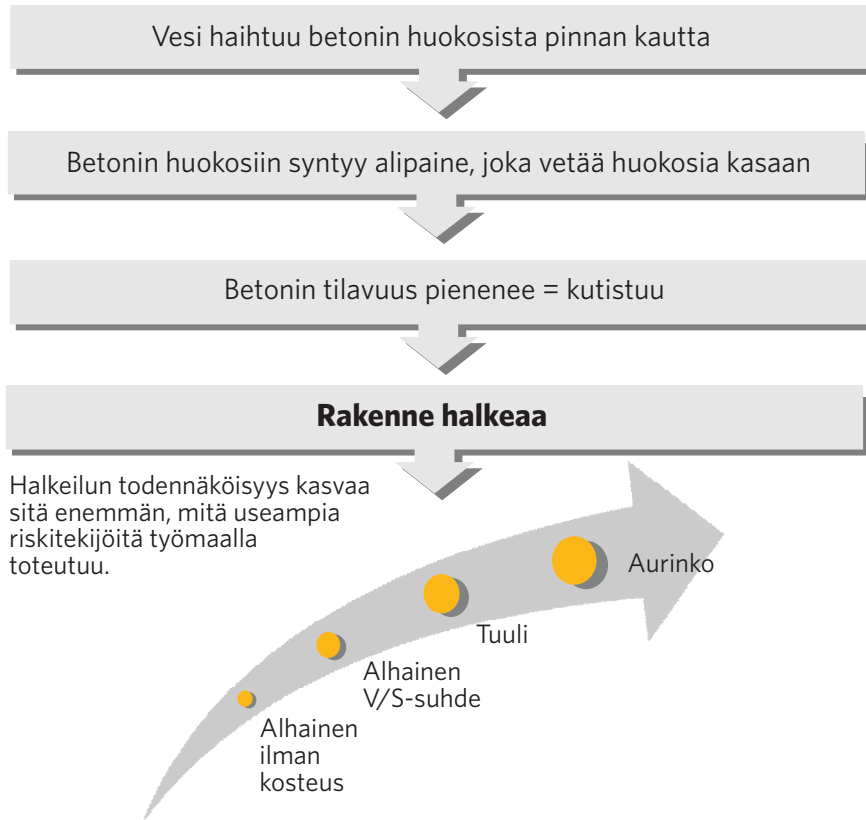 Vesi haihtuu betonin huokosista pinnan kautta
Betonin huokosiin syntyy alipaine, joka vetää huokosia kasaan
Betonin tilavuus pienenee = kutistuu
Rakenne halkeaa
Halkeilun todennäköisyys kasvaa
sitä enemmän, mitä useampia
riskitekijöitä työmaalla
toteutuu.
Aurinko
Tuuli
Alhainen
V/S-suhde
Alhainen
ilman
kosteus